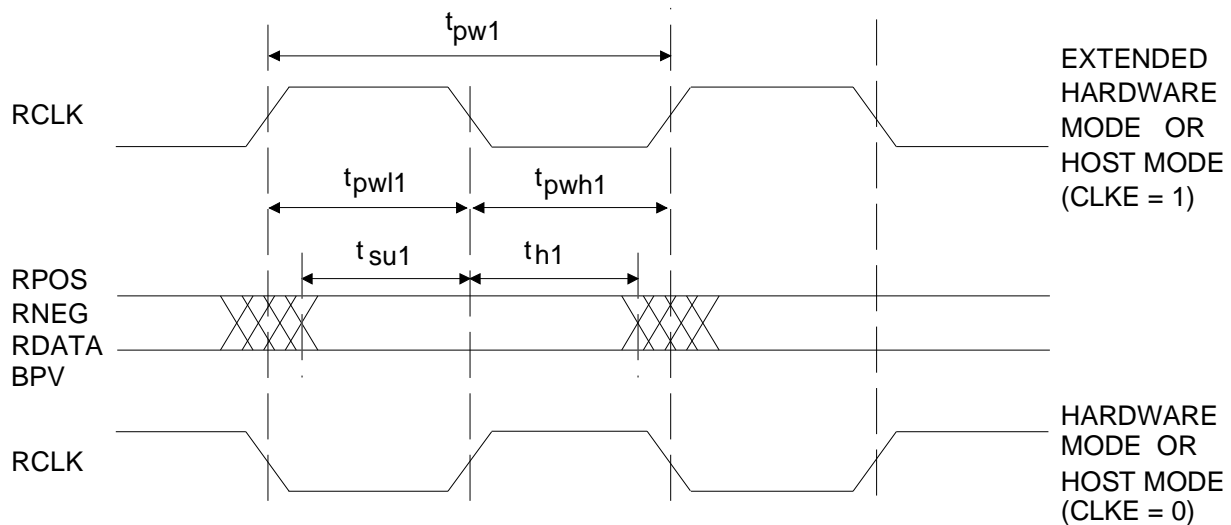 tpw1
RCLK
EXTENDED
HARDWARE
MODE OR
HOST MODE
(CLKE = 1)
tpwl1
tpwh1
tsu1
th1
RPOS
RNEG
RDATA
BPV
RCLK
HARDWARE
MODE OR
HOST MODE
(CLKE = 0)